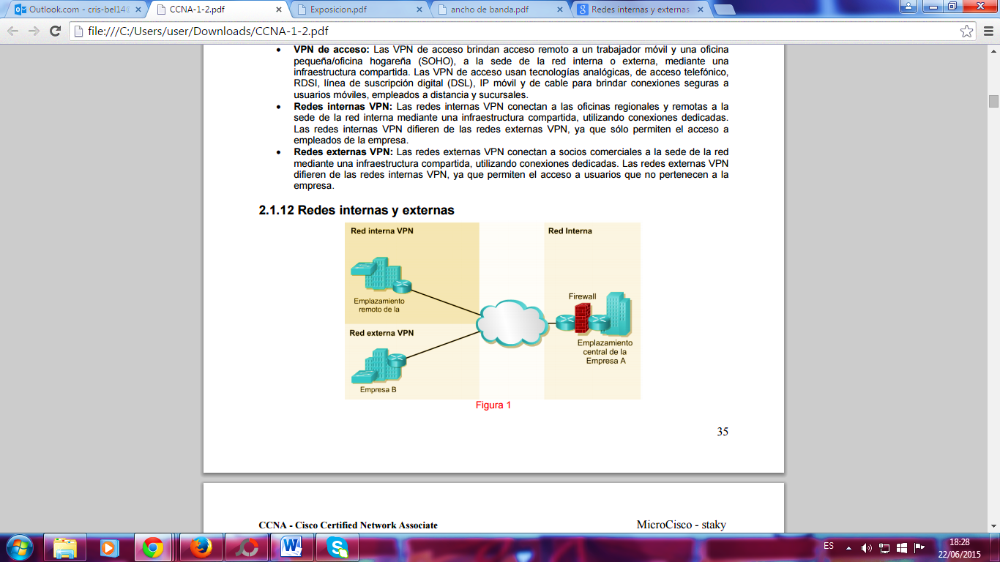 Outlook.com - cris-bel14@
CCNA-1-2.pdf
Exposicion.pdf
ancho de banda.pdf
Redes internas y externas
file:///C:/Users/user/Downloads/CCNA-1-2.pdf
• VPN de acceso: Las VPN de acceso brindan acceso remoto a un trabajador móvil y una oficina
pequeña/oficina hogareña (SOHO), a la sede de la red interna o externa, mediante una
infraestructura compartida. Las VPN de acceso usan tecnologías analógicas, de acceso telefónico,
RDSI, línea de suscripción digital (DSL), IP móvil y de cable para brindar conexiones seguras a
usuarios móviles, empleados a distancia y sucursales.
• Redes internas VPN: Las redes internas VPN conectan a las oficinas regionales y remotas a la
sede de la red interna mediante una infraestructura compartida, utilizando conexiones dedicadas.
Las redes internas VPN difieren de las redes externas VPN, ya que sólo permiten el acceso a
empleados de la empresa.
• Redes externas VPN: Las redes externas VPN conectan a socios comerciales a la sede de la red
mediante una infraestructura compartida, utilizando conexiones dedicadas. Las redes externas VPN
difieren de las redes internas VPN, ya que permiten el acceso a usuarios que no pertenecen a la
empresa.
2.1.12 Redes internas y externas
Red interna VPN
Red Interna
Emplazamiento
remoto de la
Firewall
Red externa VPN
Emplazamiento
central de la
Empresa A
Empresa B
Figura 1
35
CCNA - Cisco Certified Network Associate
MicroCisco - staky
ES
18:28
22/06/2015